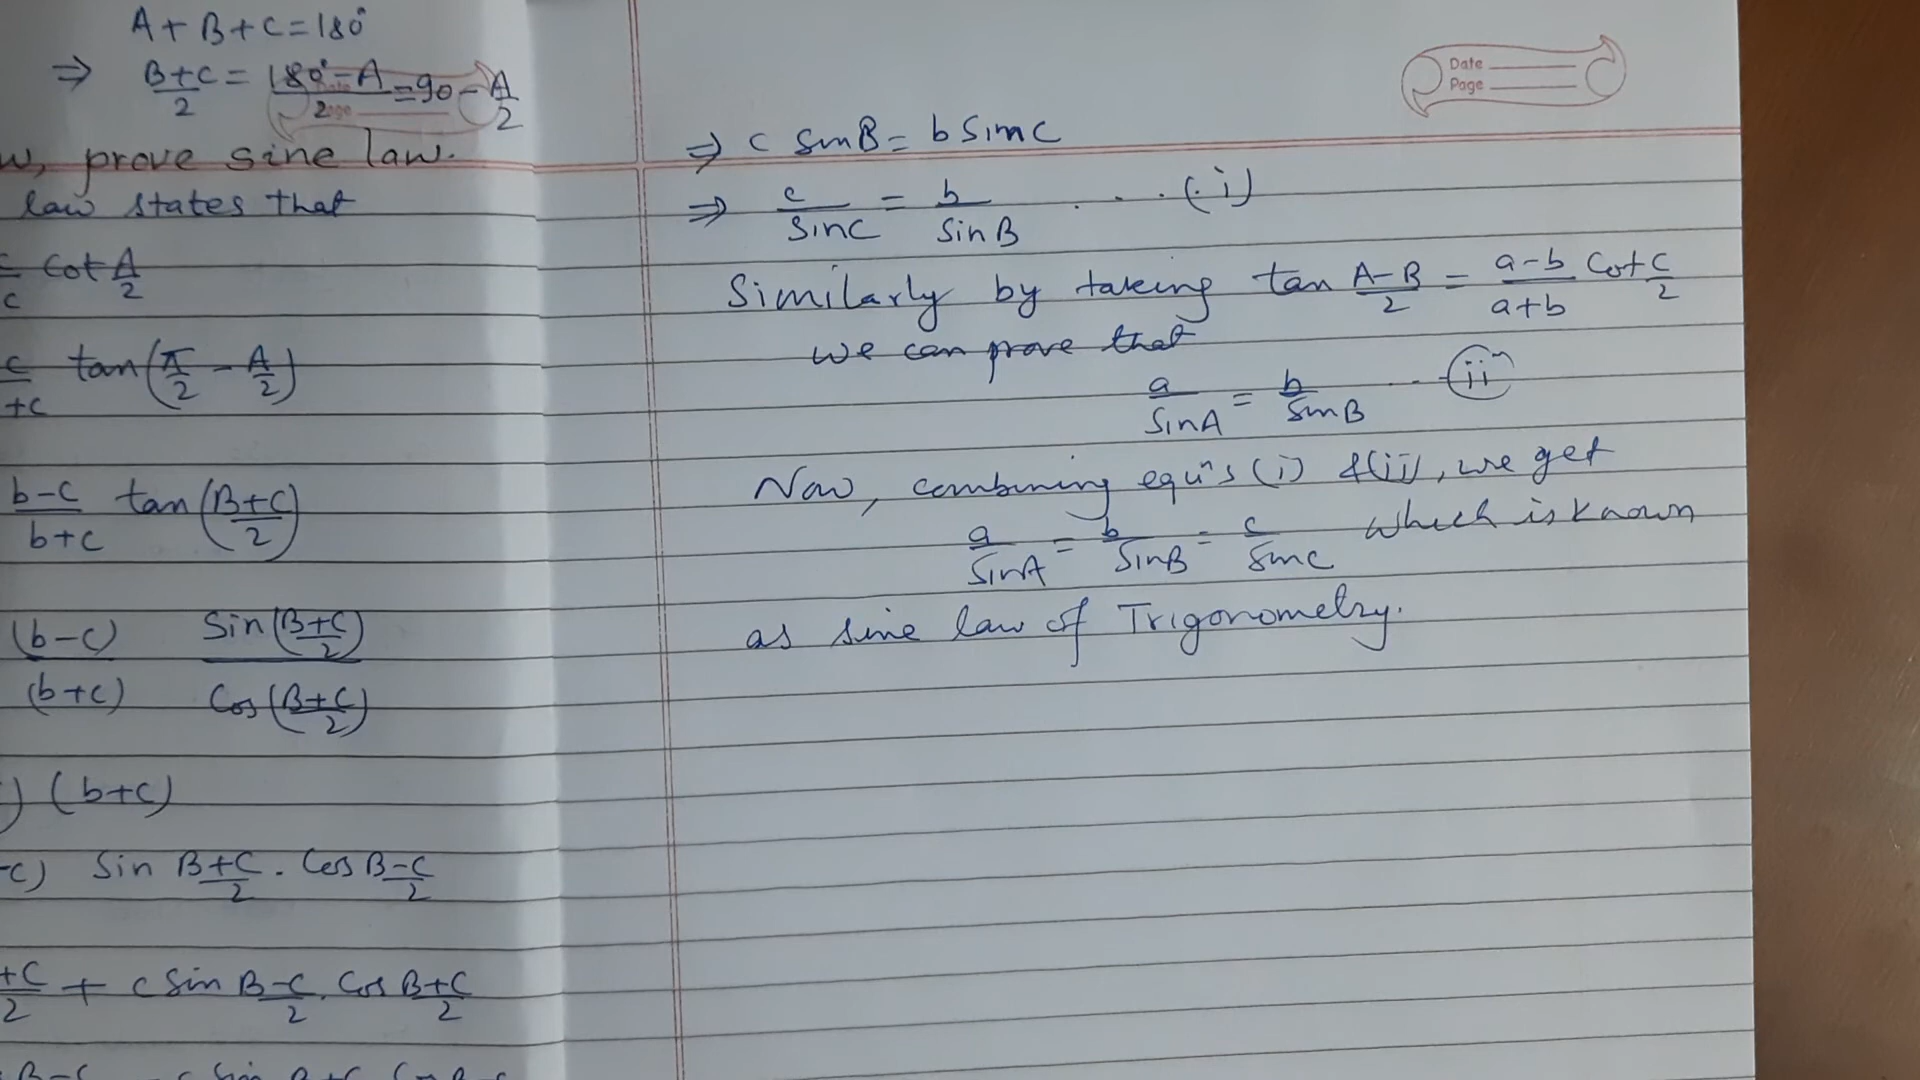 A + B + C = 180°
⇒ (B+C)/2 = (180° - A)/2 = 90 - A/2
w, prove sine law.
law states that
c cot A/2
c/+c tan(π/2 - A/2)
(b-c)/(b+c) tan((B+C)/2)
(b-c)/(b+c) Sin((B+C)/2)/Cos((B+C)/2)
) (b+c)
-c) Sin (B+C)/2 . Cos (B-C)/2
+C/2 + c Sin (B-C)/2 . Cos (B+C)/2
Date
Page
⇒ c SinB = b SinC
⇒ c/SinC = b/SinB ... (i)
Similarly by taking tan (A-B)/2 = (a-b)/(a+b) Cot C/2
we can prove that
a/SinA = b/SinB ... (ii)
Now, combining equ's (i) & (ii), we get
a/SinA = b/SinB = c/SinC which is known
as sine law of Trigonometry.